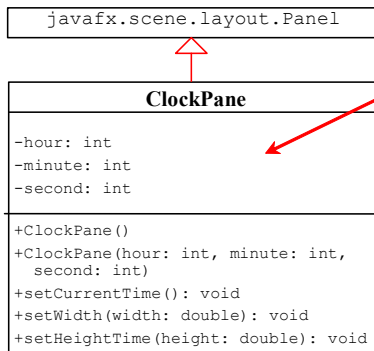 javafx.scene.layout.Panel
ClockPane
-hour: int
-minute: int
-second: int
+ClockPane()
+ClockPane(hour: int, minute: int,
second: int)
+setCurrentTime(): void
+setWidth(width: double): void
+setHeightTime(height: double): void